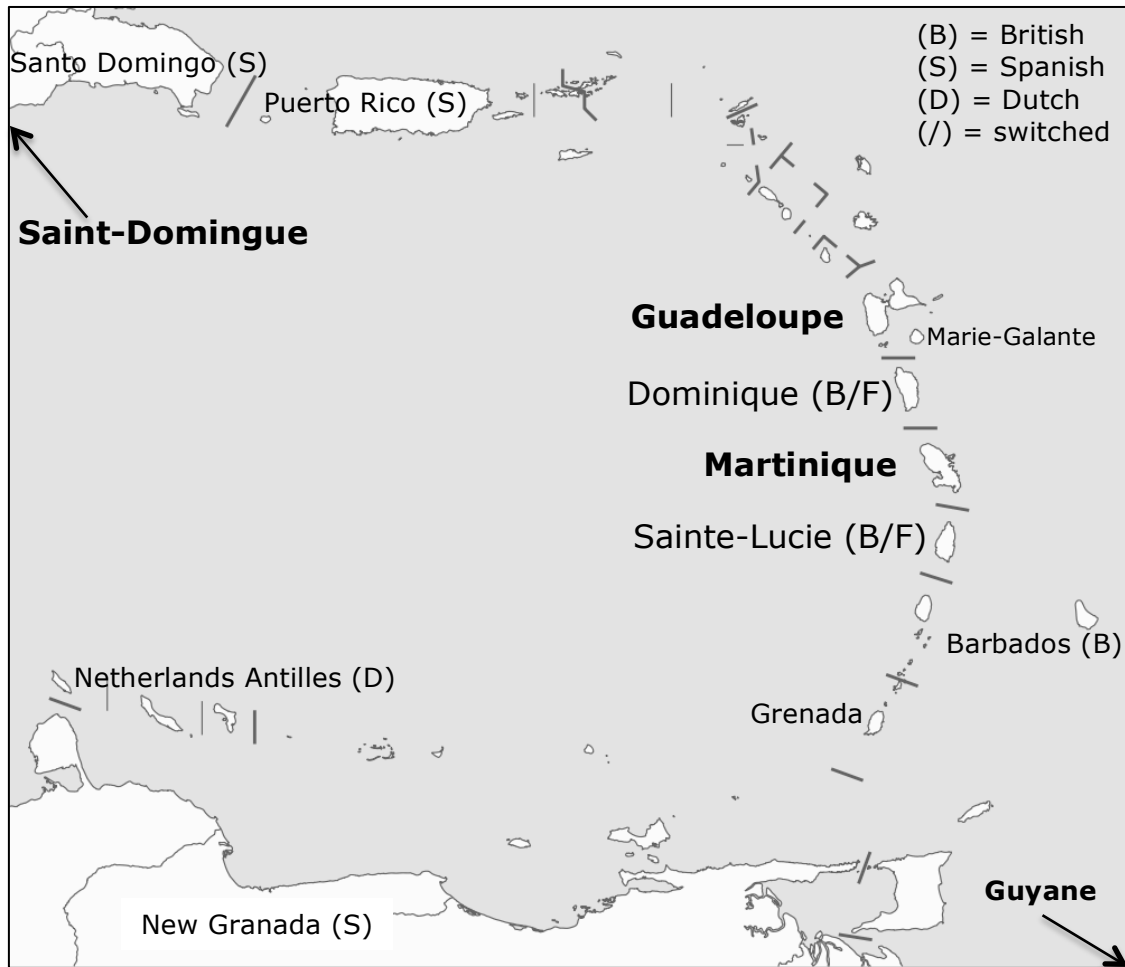 (B) = British
Santo Domingo (S)
(S) = Spanish
Puerto Rico (S)
(D) = Dutch
(/) = switched
Saint-Domingue
Guadeloupe
Marie-Galante
Dominique (B/F)
Martinique
Sainte-Lucie (B/F)
Barbados (B)
Netherlands Antilles (D)
Grenada
Guyane
New Granada (S)